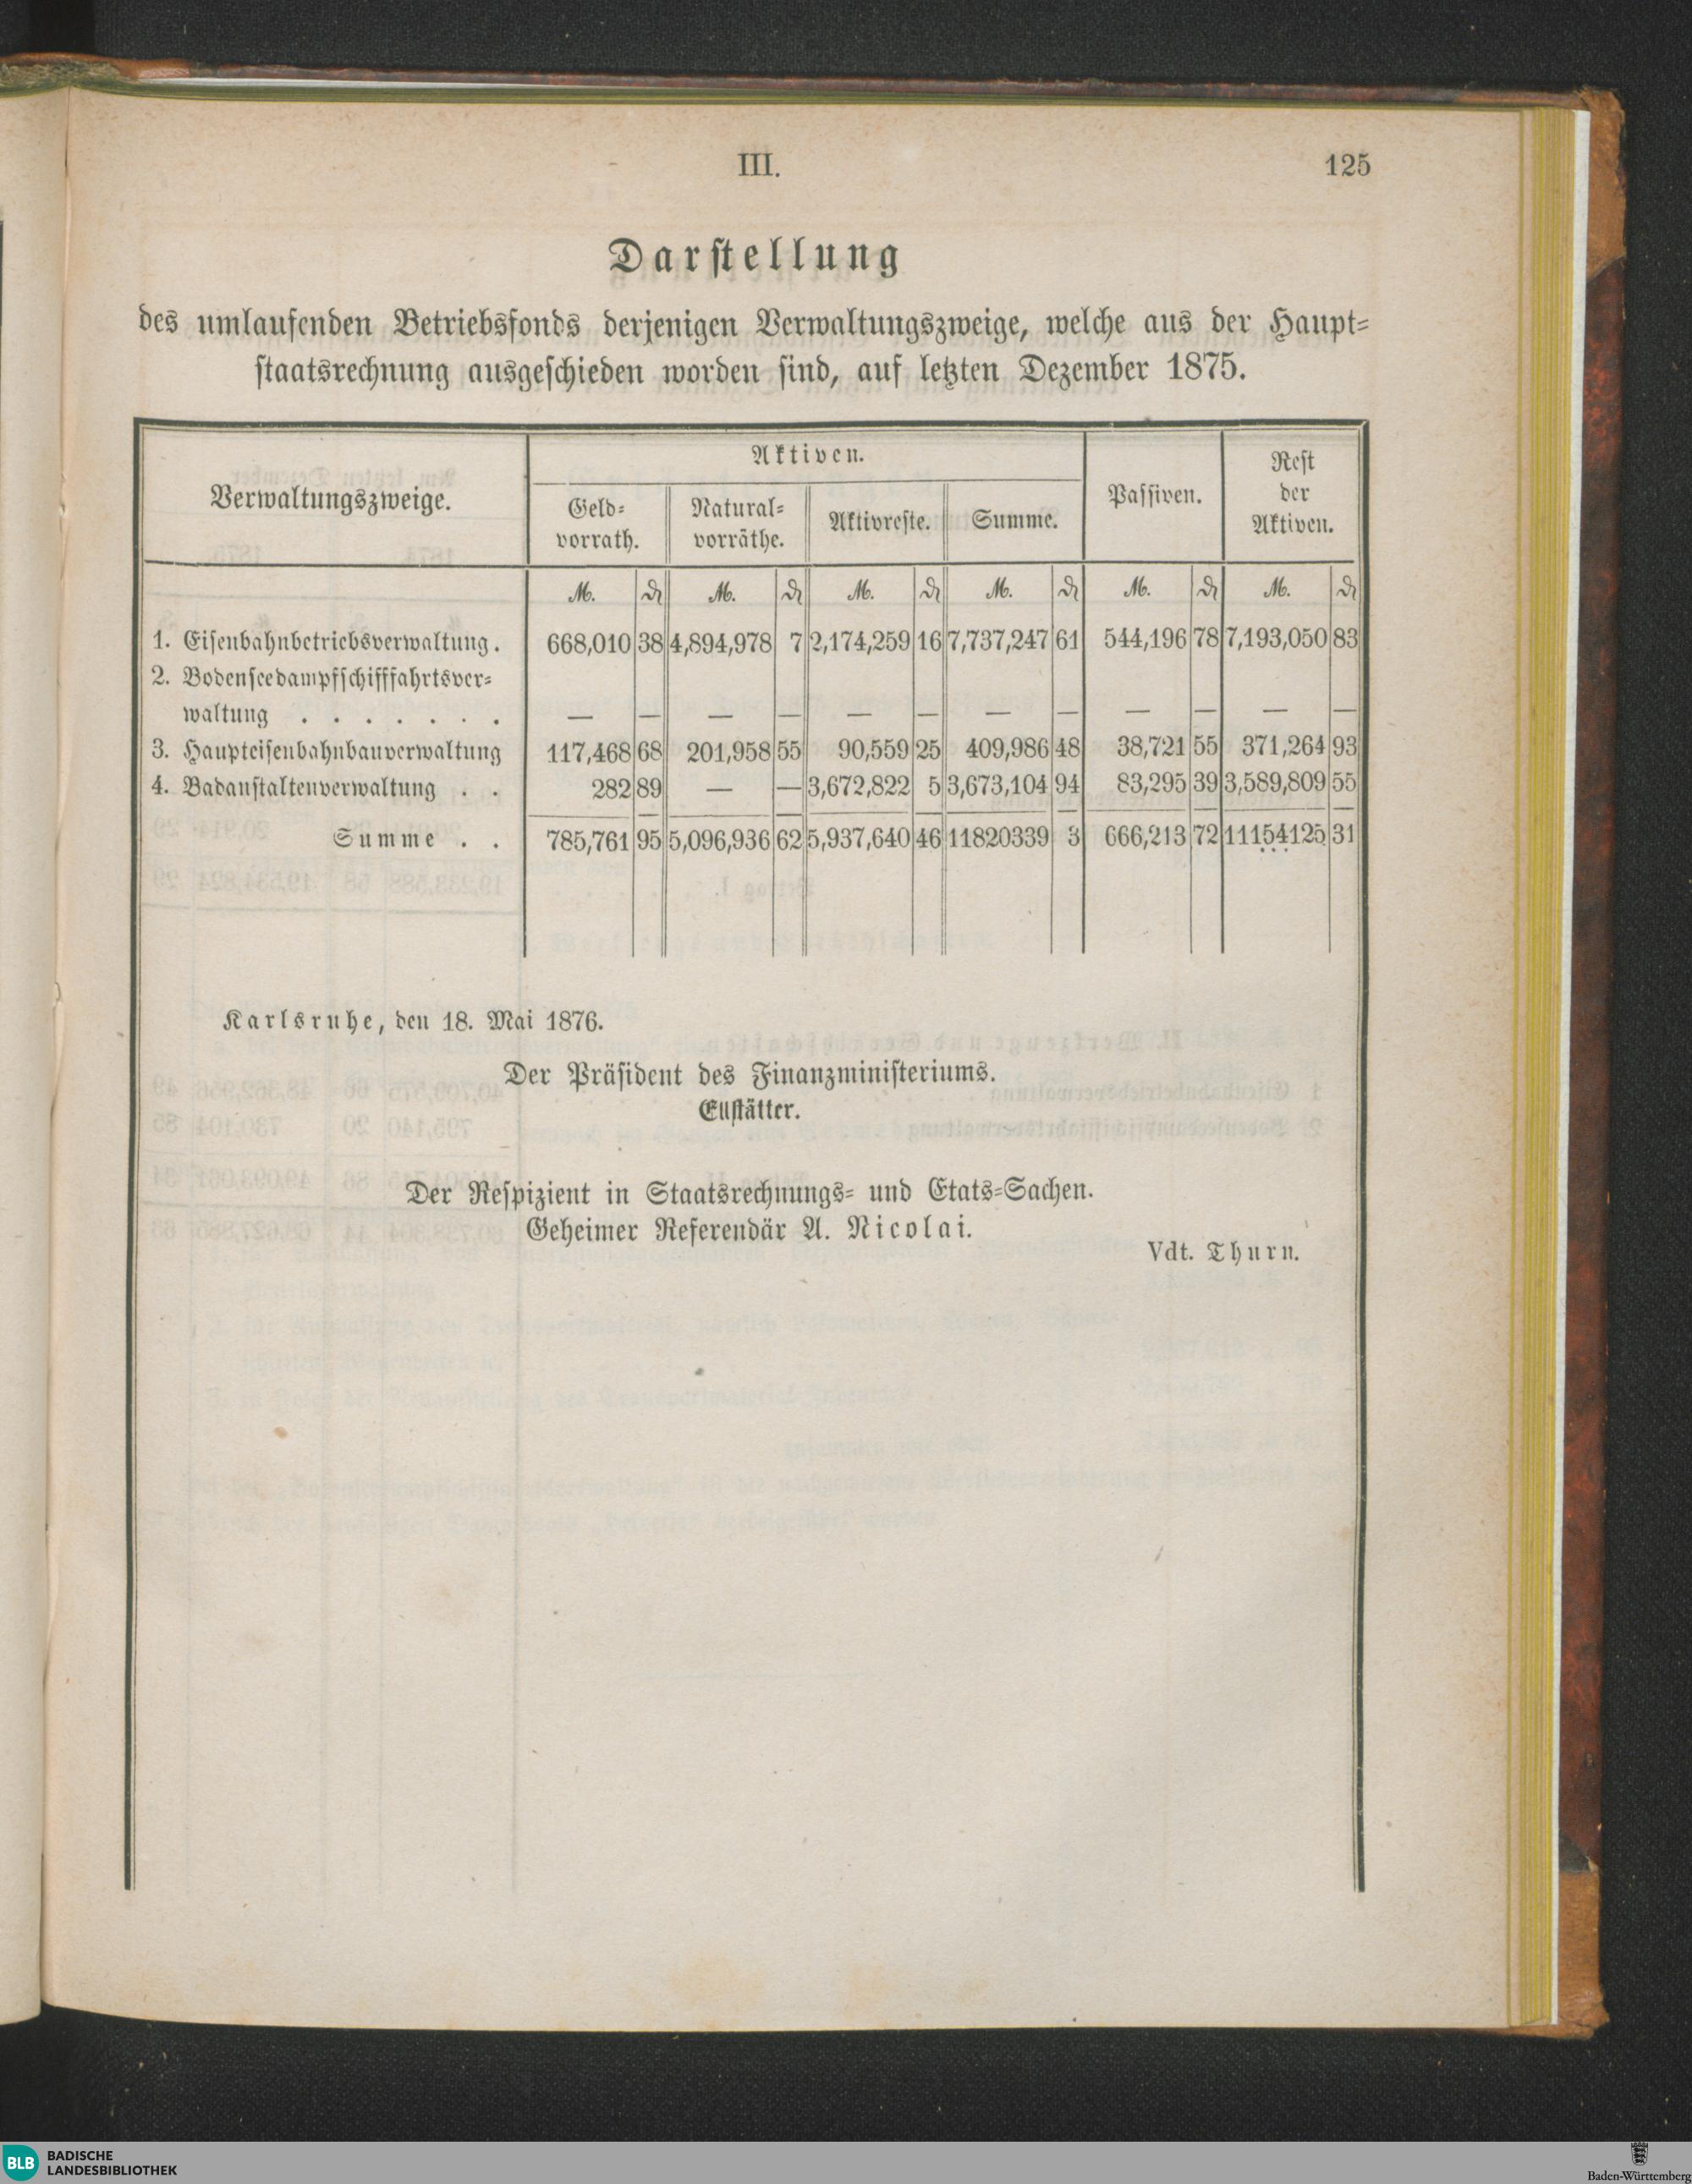 III.
125
Darstellung
des umlaufenden Betriebsfonds derjenigen Verwaltungszweige, welche aus der Haupt-
staatsrechnung ausgeschieden worden sind, auf letzten Dezember 1875.
Verwaltungszweige.
Aktiven.
Geld-
vorrath.
Natural-
vorräthe.
Aktivreste.
Summe.
Passiven.
Rest
der
Aktiven.
M. ₰ M. ₰ M. ₰ M. ₰ M. ₰ M. ₰
1. Eisenbahnbetriebsverwaltung . 668,010 38 4,894,978 7 2,174,259 16 7,737,247 61 544,196 78 7,193,050 83
2. Bodenseedampfschifffahrtsver-
waltung . . . . . . . — — — — — — — — — — — —
3. Haupteisenbahnbauverwaltung 117,468 68 201,958 55 90,559 25 409,986 48 38,721 55 371,264 93
4. Badanstaltenverwaltung . . 282 89 — — 3,672,822 5 3,673,104 94 83,295 39 3,589,809 55
Summe . . 785,761 95 5,096,936 62 5,937,640 46 11820339 3 666,213 72 11154125 31
Karlsruhe, den 18. Mai 1876.
Der Präsident des Finanzministeriums.
Ellstätter.
Der Respizient in Staatsrechnungs- und Etats-Sachen.
Geheimer Referendär A. Nicolai.
Vdt. Thurn.
BLB BADISCHE
LANDESBIBLIOTHEK
Baden-Württemberg